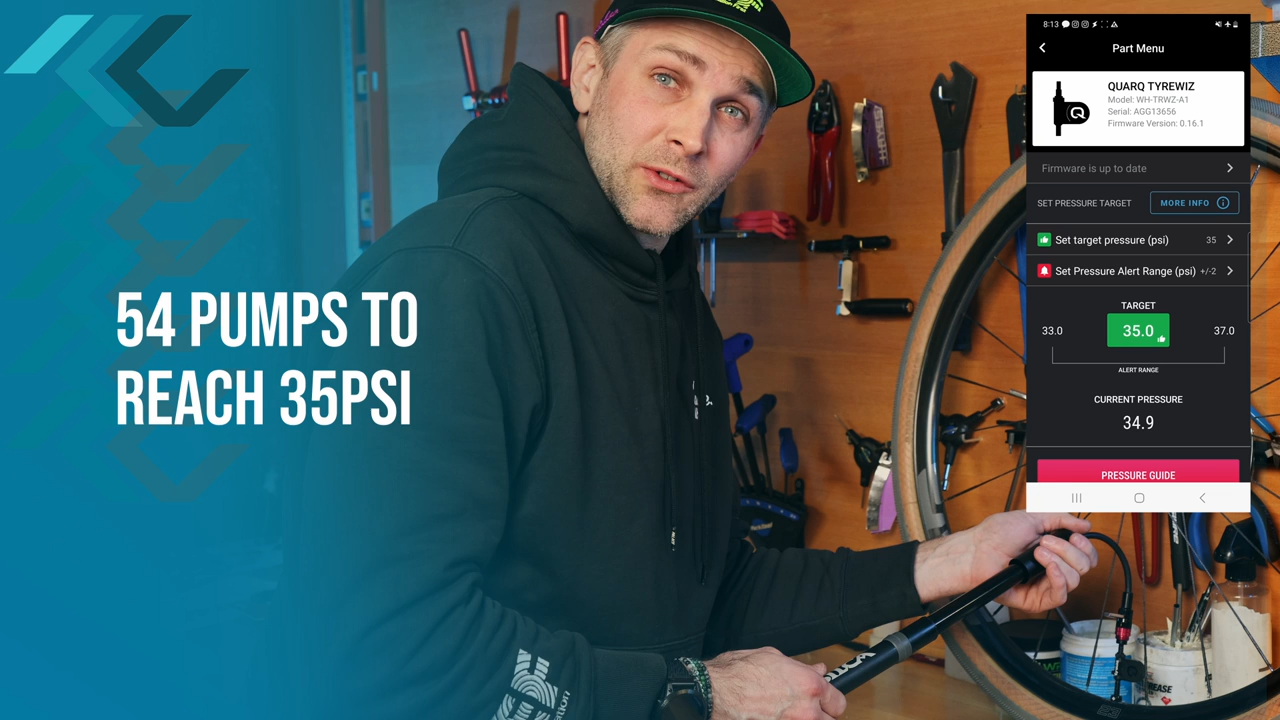 54 PUMPS TO
REACH 35PSI
8:13
Part Menu
QUARQ TYREWIZ
Model: WH-TRWZ-A1
Serial: AGG13656
Firmware Version: 0.16.1
Firmware is up to date
SET PRESSURE TARGET
MORE INFO
Set target pressure (psi) 35
Set Pressure Alert Range (psi) +/-2
TARGET
33.0 35.0 37.0
ALERT RANGE
CURRENT PRESSURE
34.9
PRESSURE GUIDE
HAYES